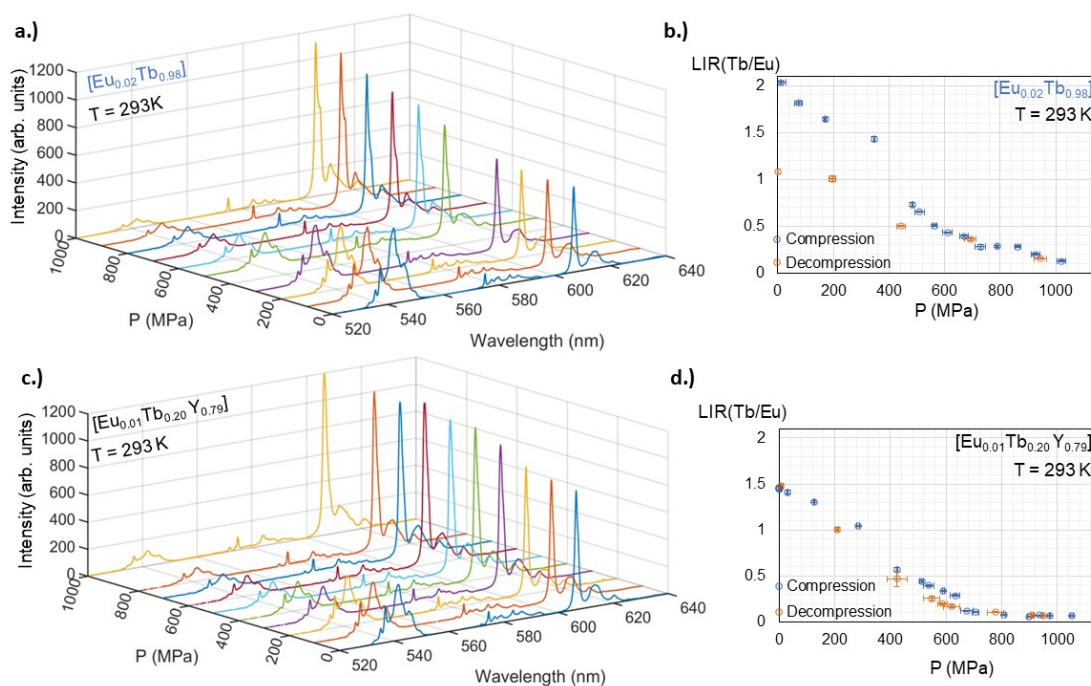 a.)
[Eu0.02Tb0.98]
T = 293K
Intensity (arb. units)
1200
1000
800
600
400
200
0
1000
800
600
400
200
0
P (MPa)
520
540
560
580
600
620
640
Wavelength (nm)
b.)
LIR(Tb/Eu)
[Eu0.02Tb0.98]
T = 293 K
2
1.5
1
0.5
0
Compression
Decompression
0
200
400
600
800
1000
P (MPa)
c.)
[Eu0.01Tb0.20 Y0.79]
T = 293 K
Intensity (arb. units)
1200
1000
800
600
400
200
0
1000
800
600
400
200
0
P (MPa)
520
540
560
580
600
620
640
Wavelength (nm)
d.)
LIR(Tb/Eu)
[Eu0.01Tb0.20 Y0.79]
T = 293 K
2
1.5
1
0.5
0
Compression
Decompression
0
200
400
600
800
1000
P (MPa)